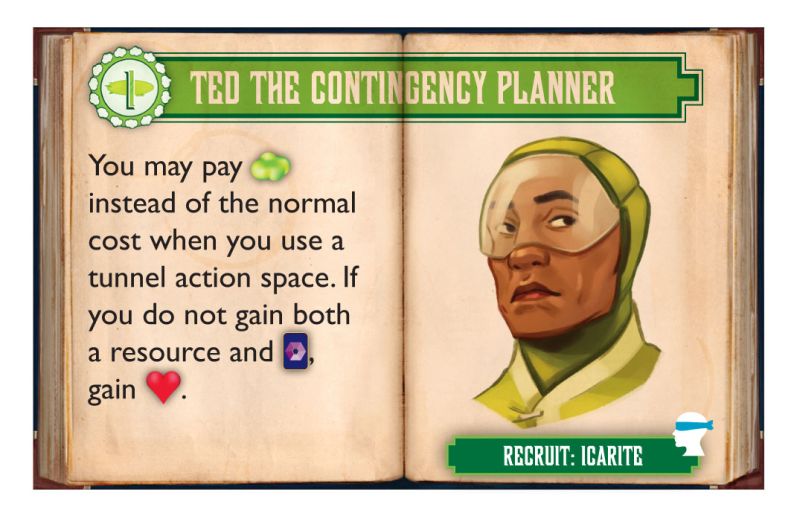 TED THE CONTINGENCY PLANNER
You may pay
instead of the normal
cost when you use a
tunnel action space. If
you do not gain both
a resource and ,
gain .
RECRUIT: ICARITE